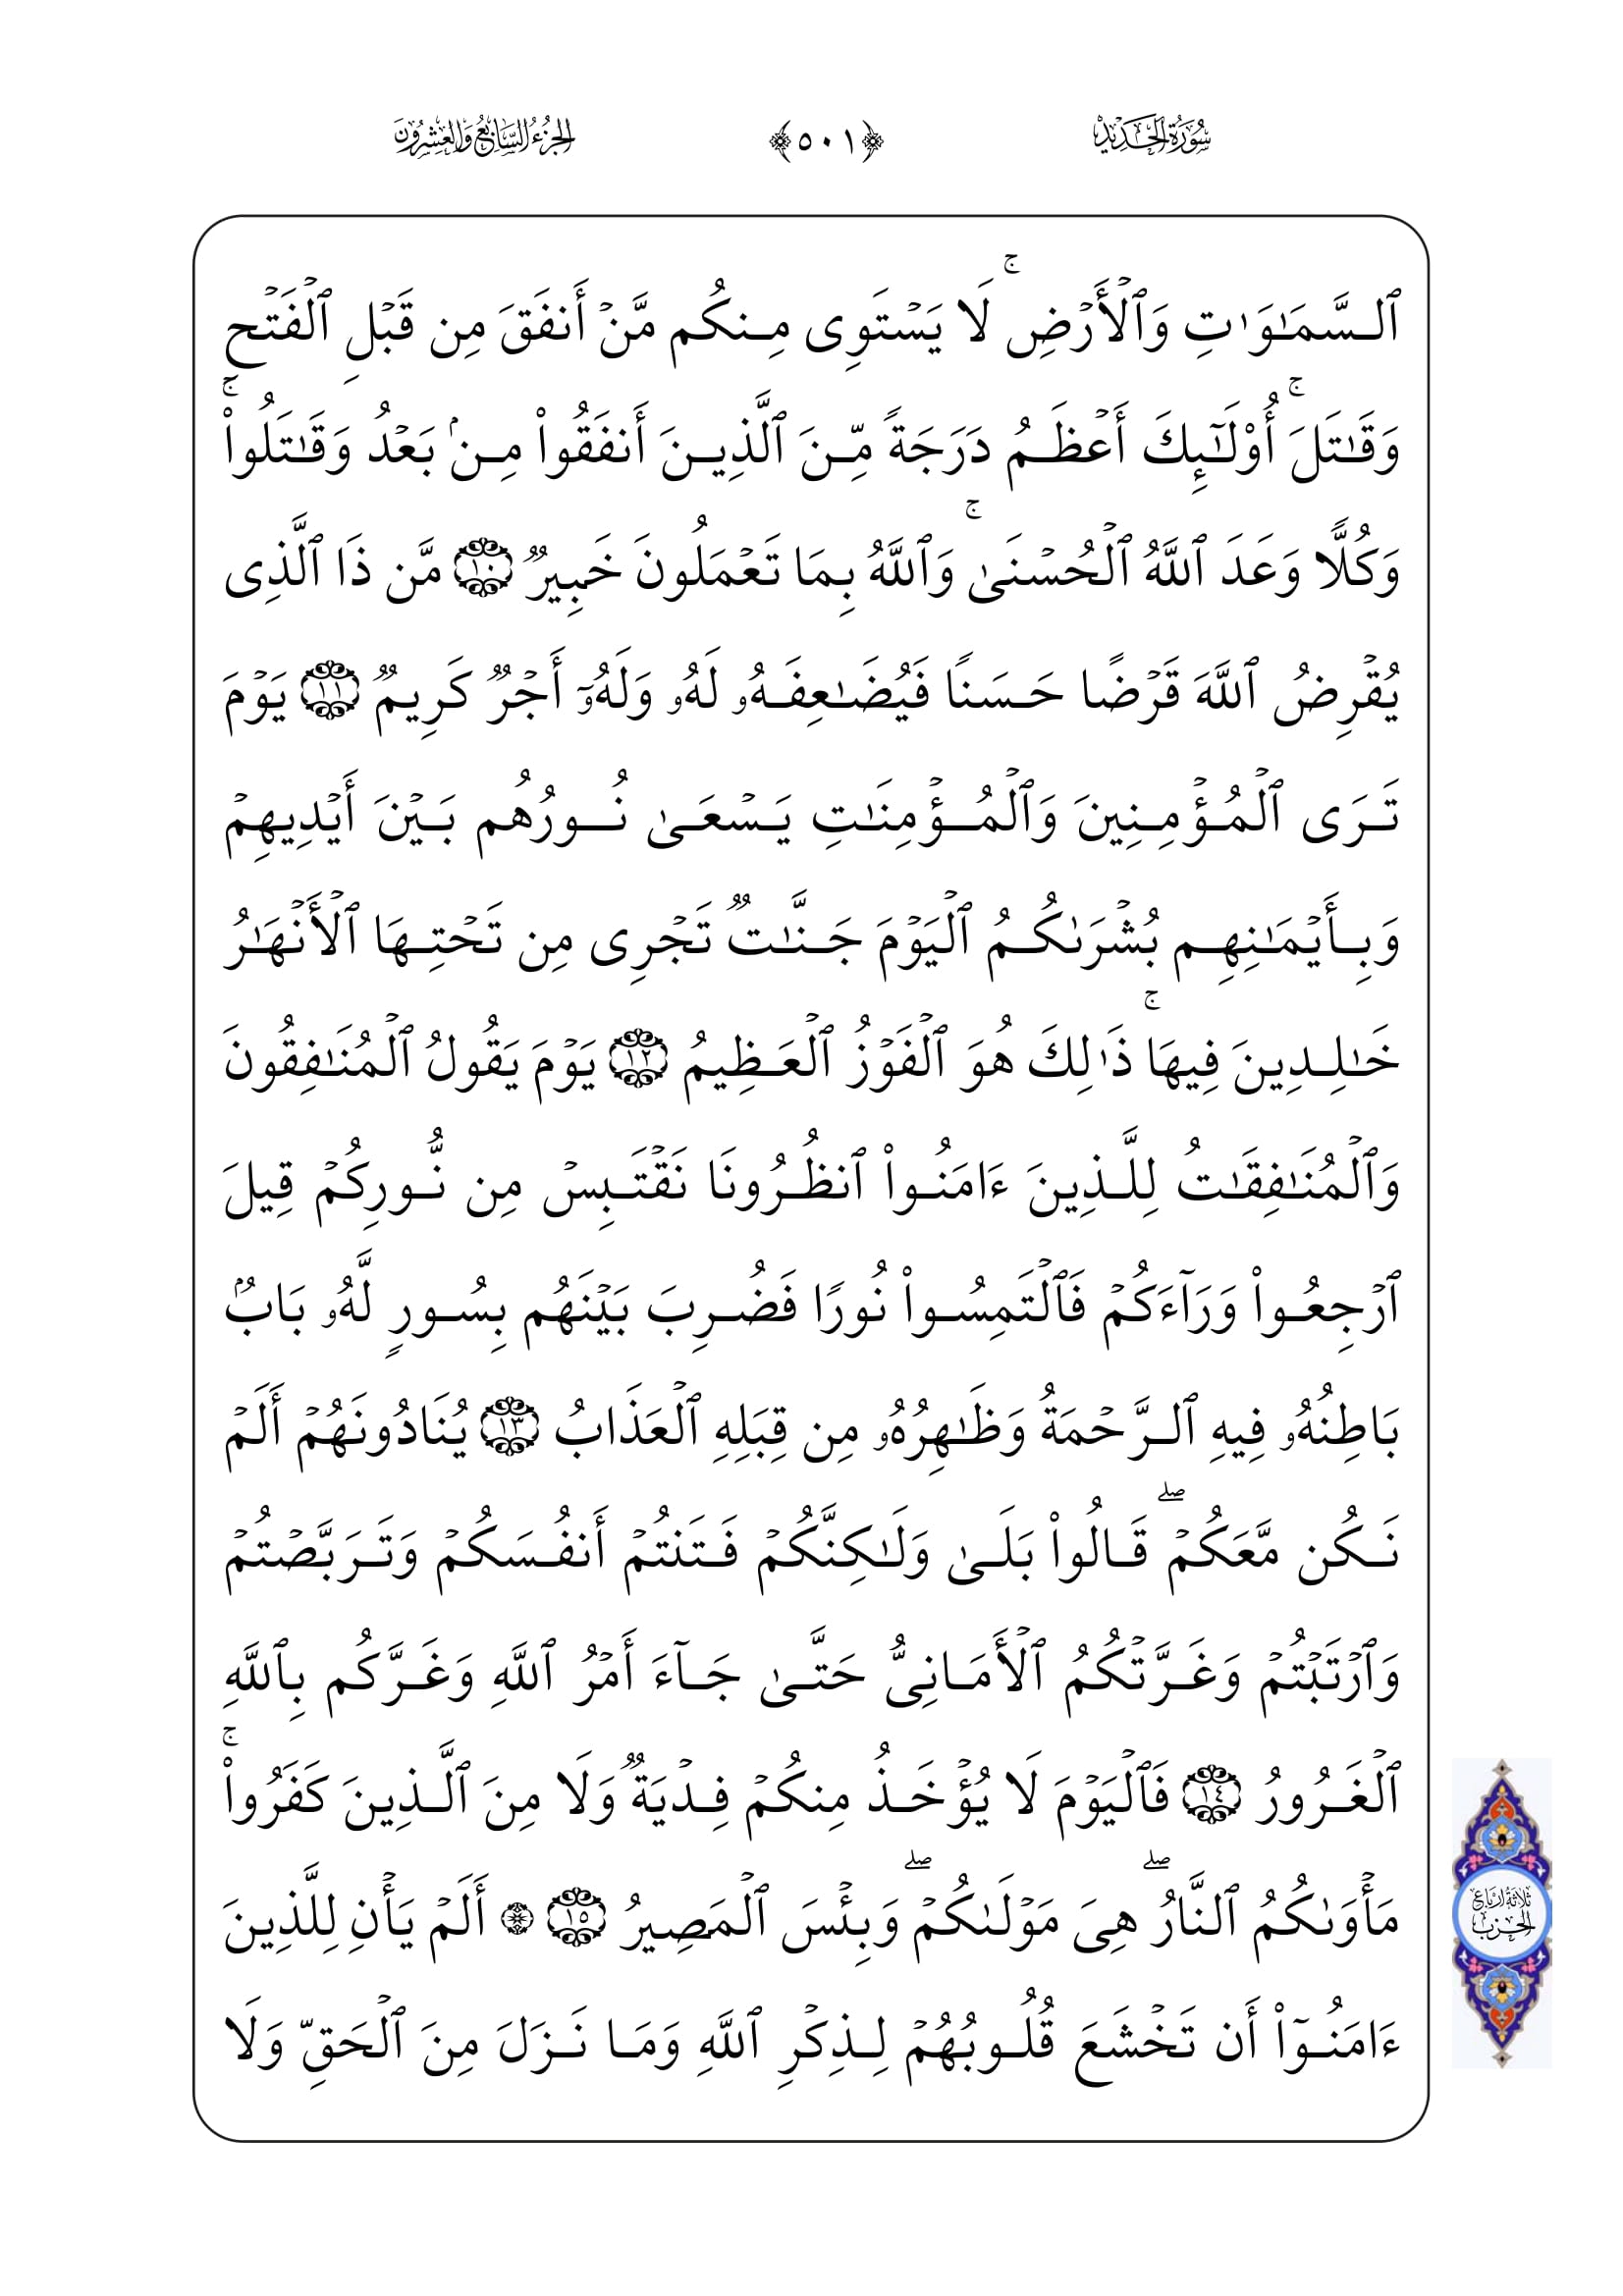 سُورَةُ الحَدِيدِ ﴿٥٠١﴾ الجُزْءُ السَّابِعُ وَالعِشْرُونَ
ٱلسَّمَٰوَٰتِ وَٱلۡأَرۡضِۚ لَا يَسۡتَوِي مِنكُم مَّنۡ أَنفَقَ مِن قَبۡلِ ٱلۡفَتۡحِ
وَقَٰتَلَۚ أُوْلَٰٓئِكَ أَعۡظَمُ دَرَجَةٗ مِّنَ ٱلَّذِينَ أَنفَقُواْ مِنۢ بَعۡدُ وَقَٰتَلُواْۚ
وَكُلّٗا وَعَدَ ٱللَّهُ ٱلۡحُسۡنَىٰۚ وَٱللَّهُ بِمَا تَعۡمَلُونَ خَبِيرٞ ١٠ مَّن ذَا ٱلَّذِي
يُقۡرِضُ ٱللَّهَ قَرۡضًا حَسَنٗا فَيُضَٰعِفَهُۥ لَهُۥ وَلَهُۥٓ أَجۡرٞ كَرِيمٞ ١١ يَوۡمَ
تَرَى ٱلۡمُؤۡمِنِينَ وَٱلۡمُؤۡمِنَٰتِ يَسۡعَىٰ نُورُهُم بَيۡنَ أَيۡدِيهِمۡ
وَبِأَيۡمَٰنِهِم بُشۡرَىٰكُمُ ٱلۡيَوۡمَ جَنَّٰتٞ تَجۡرِي مِن تَحۡتِهَا ٱلۡأَنۡهَٰرُ
خَٰلِدِينَ فِيهَاۚ ذَٰلِكَ هُوَ ٱلۡفَوۡزُ ٱلۡعَظِيمُ ١٢ يَوۡمَ يَقُولُ ٱلۡمُنَٰفِقُونَ
وَٱلۡمُنَٰفِقَٰتُ لِلَّذِينَ ءَامَنُواْ ٱنظُرُونَا نَقۡتَبِسۡ مِن نُّورِكُمۡ قِيلَ
ٱرۡجِعُواْ وَرَآءَكُمۡ فَٱلۡتَمِسُواْ نُورٗا فَضُرِبَ بَيۡنَهُم بِسُورٖ لَّهُۥ بَابُۢ
بَاطِنُهُۥ فِيهِ ٱلرَّحۡمَةُ وَظَٰهِرُهُۥ مِن قِبَلِهِ ٱلۡعَذَابُ ١٣ يُنَادُونَهُمۡ أَلَمۡ
نَكُن مَّعَكُمۡۖ قَالُواْ بَلَىٰ وَلَٰكِنَّكُمۡ فَتَنتُمۡ أَنفُسَكُمۡ وَتَرَبَّصۡتُمۡ
وَٱرۡتَبۡتُمۡ وَغَرَّتۡكُمُ ٱلۡأَمَانِيُّ حَتَّىٰ جَآءَ أَمۡرُ ٱللَّهِ وَغَرَّكُم بِٱللَّهِ
ٱلۡغَرُورُ ١٤ فَٱلۡيَوۡمَ لَا يُؤۡخَذُ مِنكُمۡ فِدۡيَةٞ وَلَا مِنَ ٱلَّذِينَ كَفَرُواْۚ
مَأۡوَىٰكُمُ ٱلنَّارُۖ هِيَ مَوۡلَىٰكُمۡۖ وَبِئۡسَ ٱلۡمَصِيرُ ١٥ ۞ أَلَمۡ يَأۡنِ لِلَّذِينَ
ءَامَنُوٓاْ أَن تَخۡشَعَ قُلُوبُهُمۡ لِذِكۡرِ ٱللَّهِ وَمَا نَزَلَ مِنَ ٱلۡحَقِّ وَلَا
ثَلَاثَةُ أَرْبَاعِ
الحِزْبِ